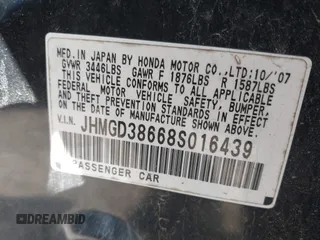 MFD. IN JAPAN BY HONDA MOTOR CO.,LTD:10/'07
GVWR 3446LBS GAWR F 1876LBS R 1587LBS
THIS VEHICLE CONFORMS TO ALL APPLICABLE
FEDERAL MOTOR VEHICLE SAFETY, BUMPER,
AND THEFT PREVENTION STANDARDS IN EFFECT
ON THE DATE OF MANUFACTURE SHOWN ABOVE.
V.I.N. JHMGD38668S016439
PASSENGER CAR
DREAMBID